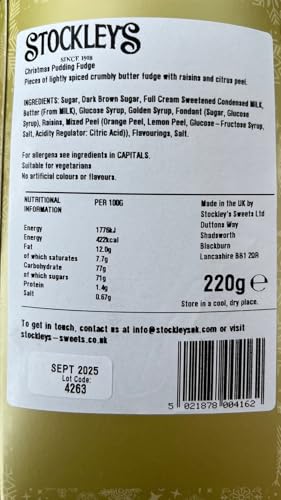 STOCKLEYS
SINCE 1918
Christmas Pudding Fudge
Pieces of lightly spiced crumbly butter fudge with raisins and citrus peel.
INGREDIENTS: Sugar, Dark Brown Sugar, Full Cream Sweetened Condensed MILK,
Butter (From MILK), Glucose Syrup, Golden Syrup, Fondant (Sugar, Glucose
Syrup), Raisins, Mixed Peel (Orange Peel, Lemon Peel, Glucose-Fructose Syrup,
Salt, Acidity Regulator: Citric Acid)), Flavourings, Salt.
For allergens see ingredients in CAPITALS.
Suitable for vegetarians
No artificial colours or flavours.
NUTRITIONAL INFORMATION PER 100G
Energy 1776kJ
Energy 422kcal
Fat 12.0g
of which saturates 7.7g
Carbohydrate 77g
of which sugars 71g
Protein 1.4g
Salt 0.67g
Made in the UK by
Stockley's Sweets Ltd
Duttons Way
Shadsworth
Blackburn
Lancashire BB1 2QR
220g ℮
Store in a cool, dry place.
To get in touch, contact us at info@stockleysuk.com or visit
stockleys-sweets.co.uk
SEPT 2025
Lot Code:
4263
5 021878 004162